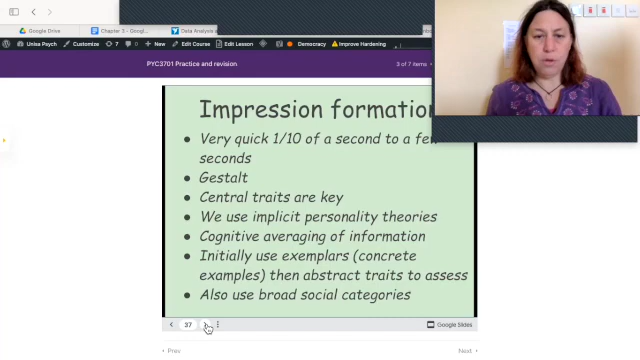 Google Drive
Chapter 3 - Googl
Data Analysis a
Unisa Psych Customize 7 0 New Edit Course Edit Lesson Democracy Improve Hardening
PYC3701 Practice and revision
3 of 7 items
Impression formation
● Very quick 1/10 of a second to a few
seconds
● Gestalt
● Central traits are key
● We use implicit personality theories
● Cognitive averaging of information
● Initially use exemplars (concrete
examples) then abstract traits to assess
● Also use broad social categories
37
Google Slides
Prev
Next